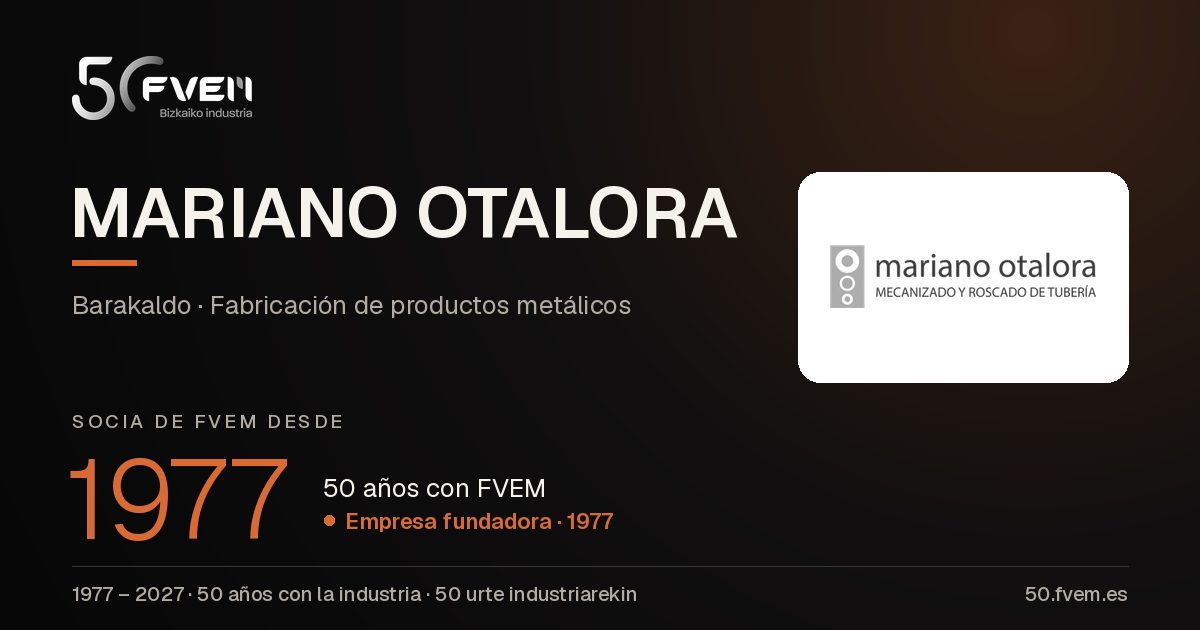 50 FVEM
Bizkaiko industria
MARIANO OTALORA
Barakaldo · Fabricación de productos metálicos
mariano otalora
MECANIZADO Y ROSCADO DE TUBERÍA
SOCIA DE FVEM DESDE
1977
50 años con FVEM
Empresa fundadora · 1977
1977 – 2027 · 50 años con la industria · 50 urte industriarekin
50.fvem.es